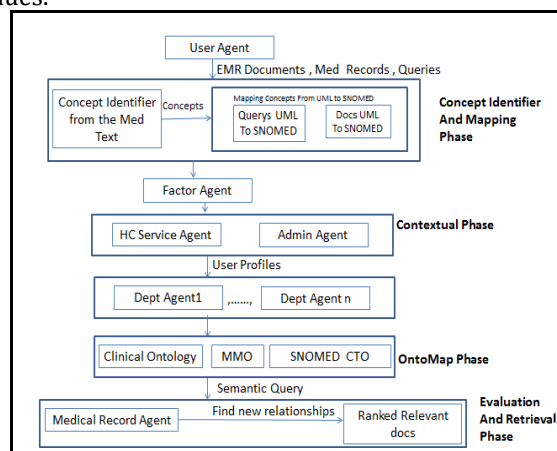 User Agent
EMR Documents , Med Records , Queries
Concept Identifier
from the Med
Text
Concepts
Mapping Concepts From UML to SNOMED
Querys UML
To SNOMED
Docs UML
To SNOMED
Concept Identifier
And Mapping
Phase
Factor Agent
Contextual Phase
HC Service Agent
Admin Agent
User Profiles
Dept Agent1
,......,
Dept Agent n
Clinical Ontology
MMO
SNOMED CTO
OntoMap Phase
Semantic Query
Medical Record Agent
Find new relationships
Ranked Relevant
docs
Evaluation
And Retrieval
Phase